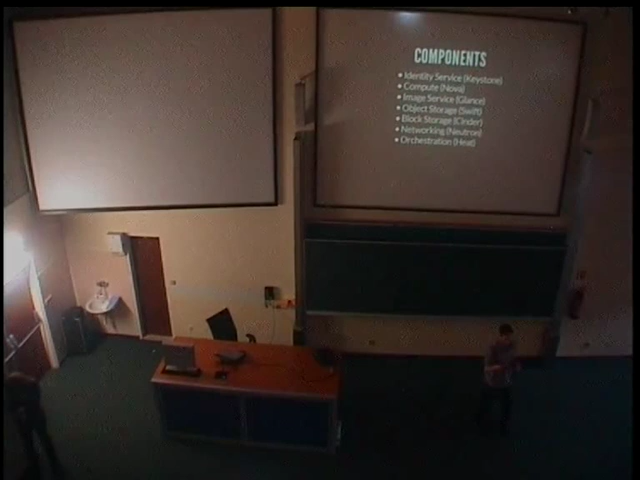 COMPONENTS
• Identity Service (Keystone)
• Compute (Nova)
• Image Service (Glance)
• Object Storage (Swift)
• Block Storage (Cinder)
• Networking (Neutron)
• Orchestration (Heat)